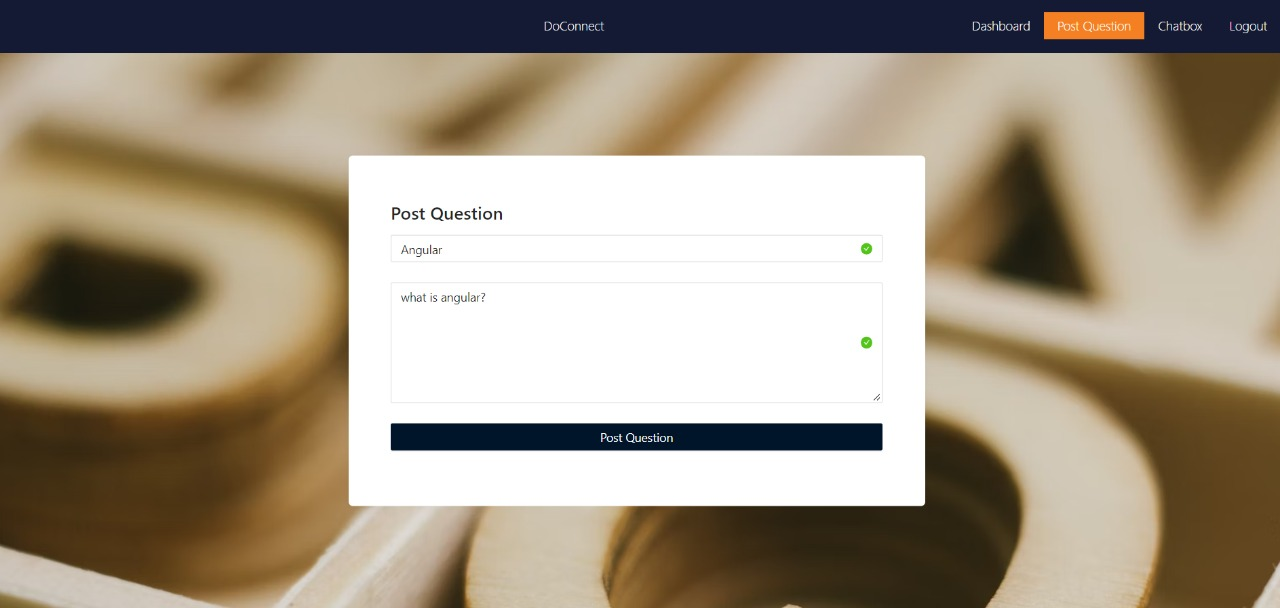 DoConnect
Dashboard
Post Question
Chatbox
Logout
Post Question
Angular
what is angular?
Post Question